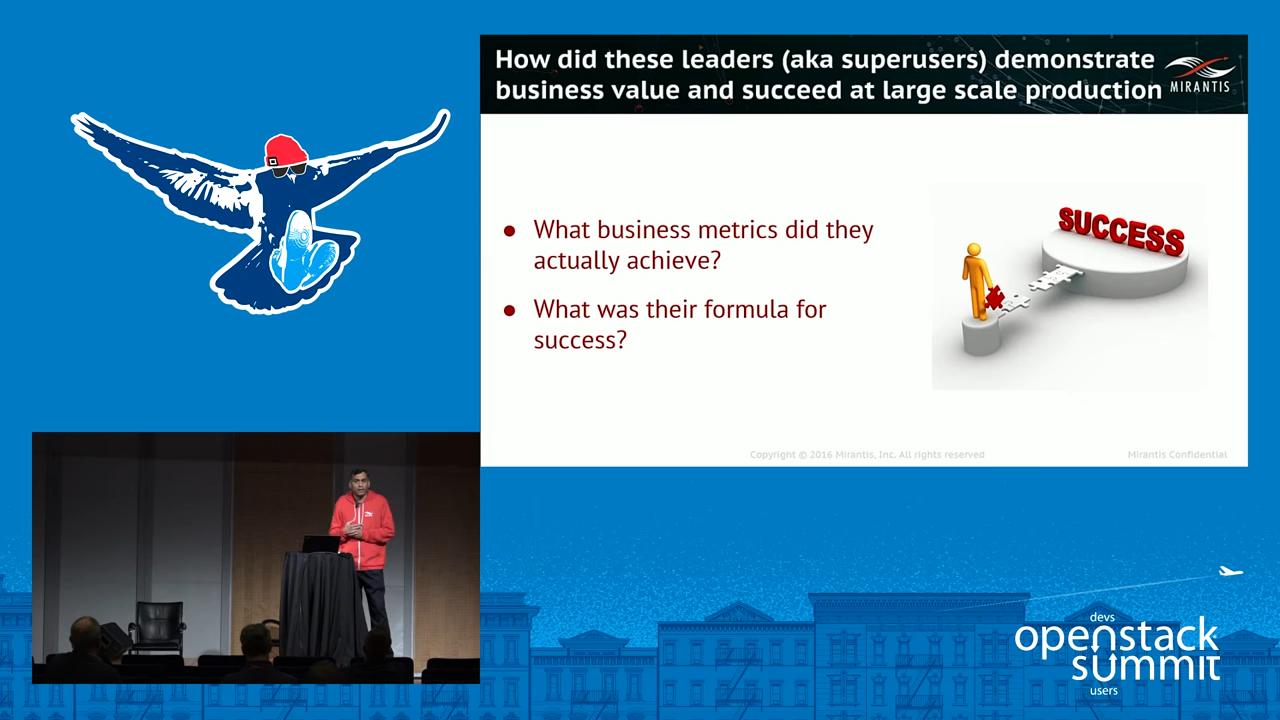 How did these leaders (aka superusers) demonstrate
business value and succeed at large scale production
MIRANTIS
● What business metrics did they
actually achieve?
● What was their formula for
success?
SUCCESS
Copyright © 2016 Mirantis, Inc. All rights reserved
Mirantis Confidential
devs
openstack
summit
users